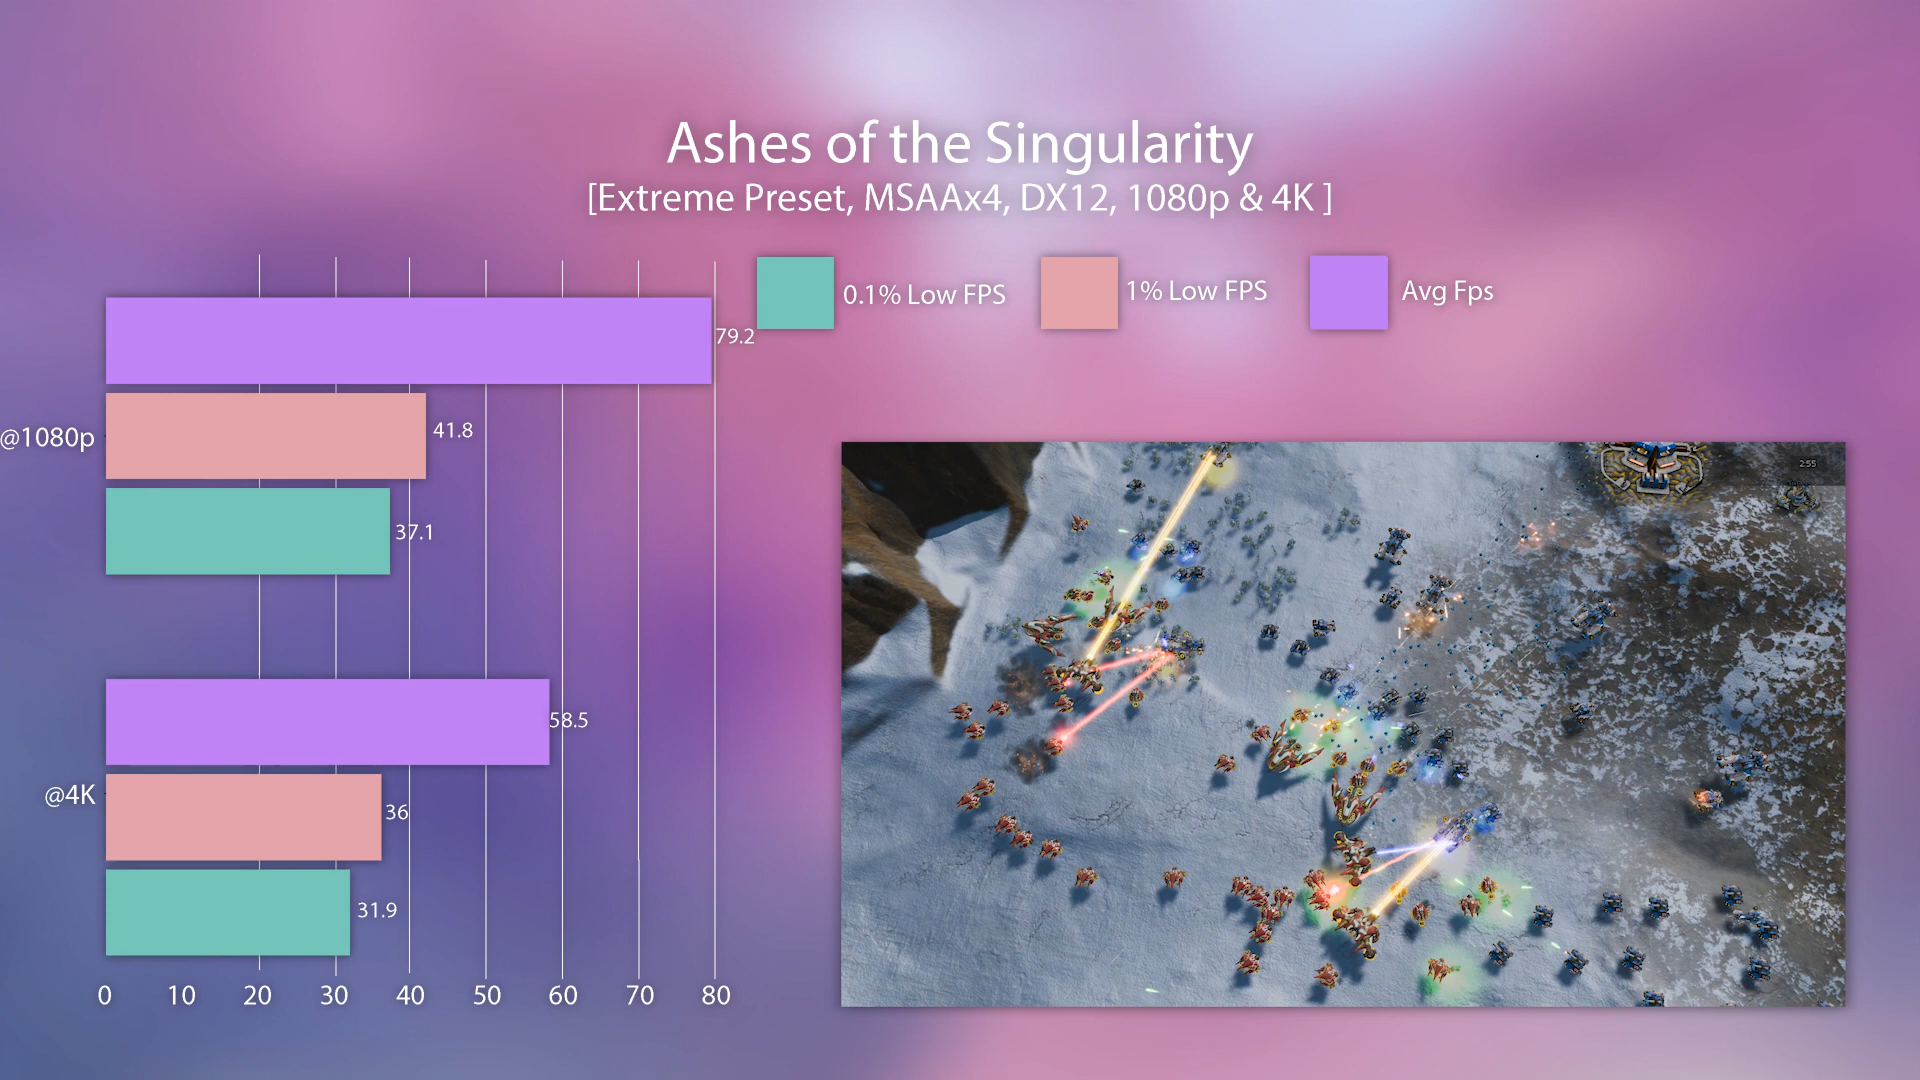 Ashes of the Singularity
[Extreme Preset, MSAAx4, DX12, 1080p & 4K ]
0.1% Low FPS
1% Low FPS
Avg Fps
79.2
@1080p
41.8
37.1
58.5
@4K
36
31.9
0 10 20 30 40 50 60 70 80
2:55